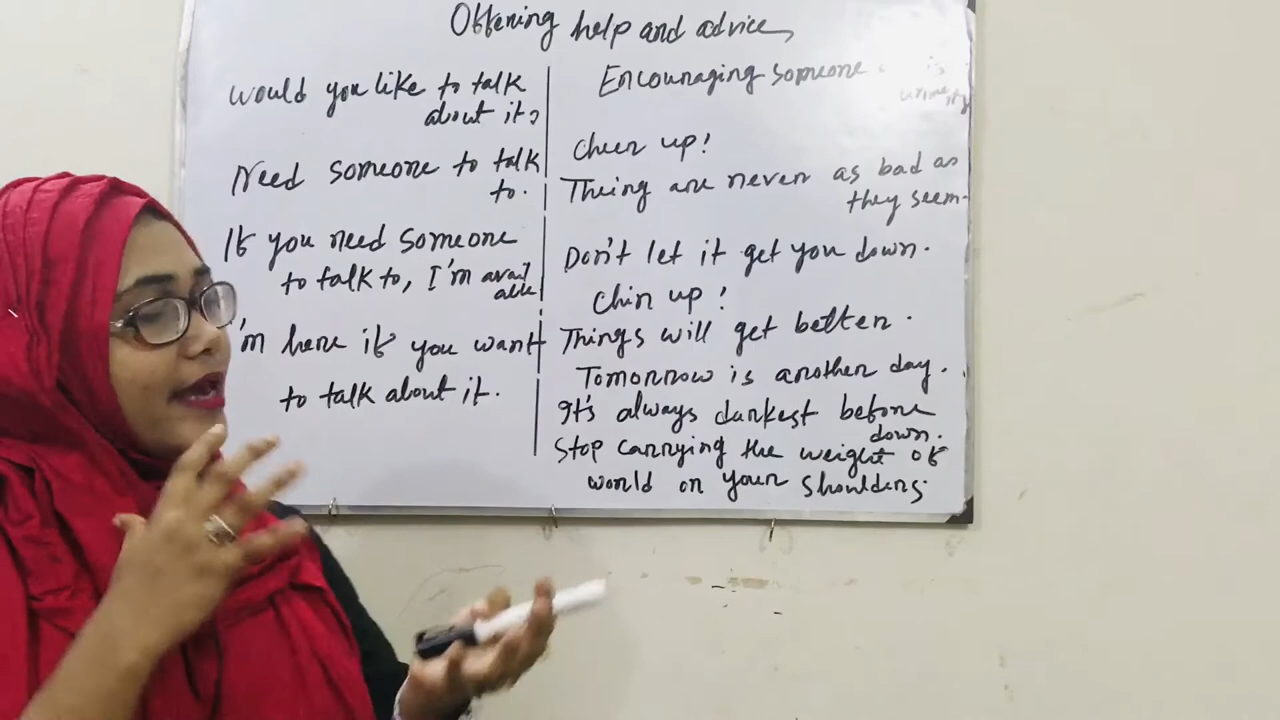 Offering help and advice,
would you like to talk
about it?
Need someone to talk
to.
If you need someone
to talk to, I'm avail
able
I'm here if you want
to talk about it.
Encouraging someone
Cheer up!
Theing are never as bad as
they seem.
Don't let it get you down.
Chin up!
Things will get better.
Tomorrow is another day.
It's always darkest before
down.
Stop carrying the weight of
world on your shoulders.